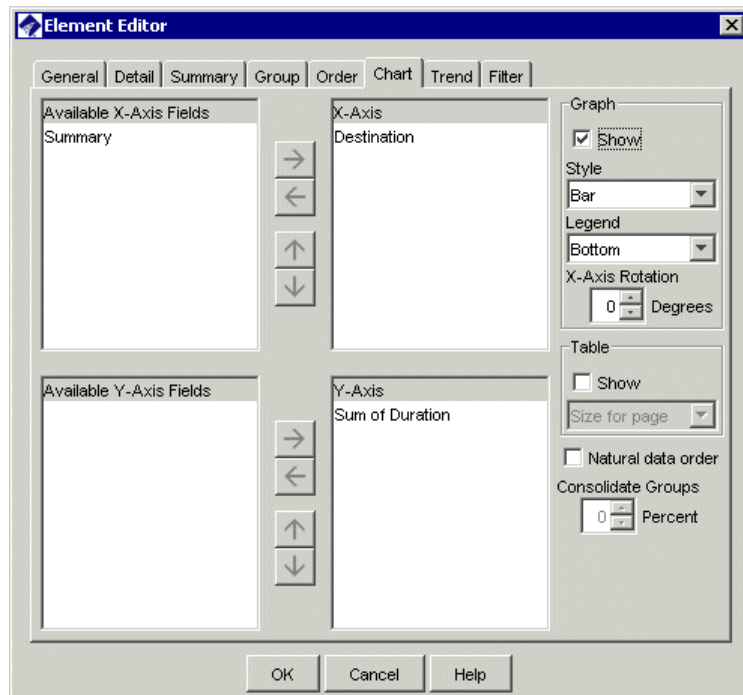 Element Editor
General Detail Summary Group Order Chart Trend Filter
Available X-Axis Fields
Summary
X-Axis
Destination
Graph
Show
Style
Bar
Legend
Bottom
X-Axis Rotation
0 Degrees
Available Y-Axis Fields
Y-Axis
Sum of Duration
Table
Show
Size for page
Natural data order
Consolidate Groups
0 Percent
OK Cancel Help